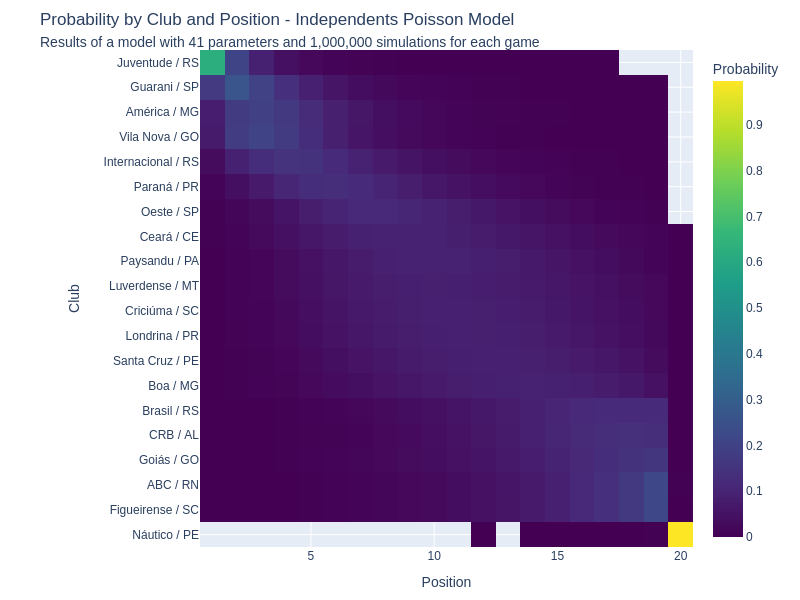 Probability by Club and Position - Independents Poisson Model
Results of a model with 41 parameters and 1,000,000 simulations for each game
Juventude / RS
Guarani / SP
América / MG
Vila Nova / GO
Internacional / RS
Paraná / PR
Oeste / SP
Ceará / CE
Paysandu / PA
Luverdense / MT
Criciúma / SC
Londrina / PR
Santa Cruz / PE
Boa / MG
Brasil / RS
CRB / AL
Goiás / GO
ABC / RN
Figueirense / SC
Náutico / PE
Club
5
10
15
20
Position
Probability
0.9
0.8
0.7
0.6
0.5
0.4
0.3
0.2
0.1
0